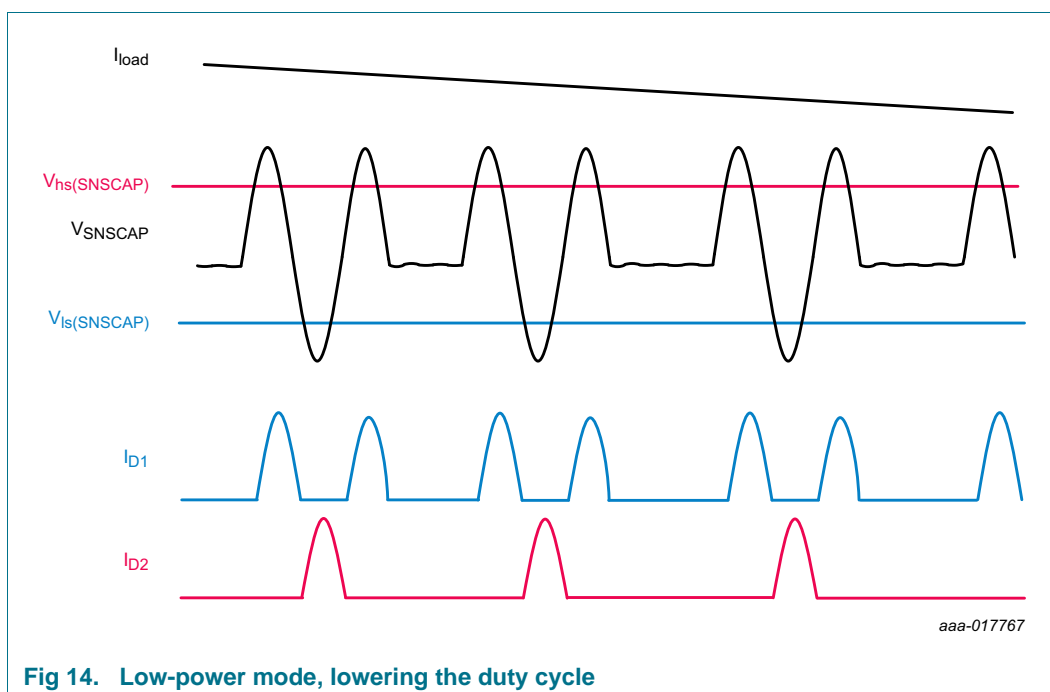 Iload
Vhs(SNSCAP)
VSNSCAP
Vls(SNSCAP)
ID1
ID2
aaa-017767
Fig 14. Low-power mode, lowering the duty cycle